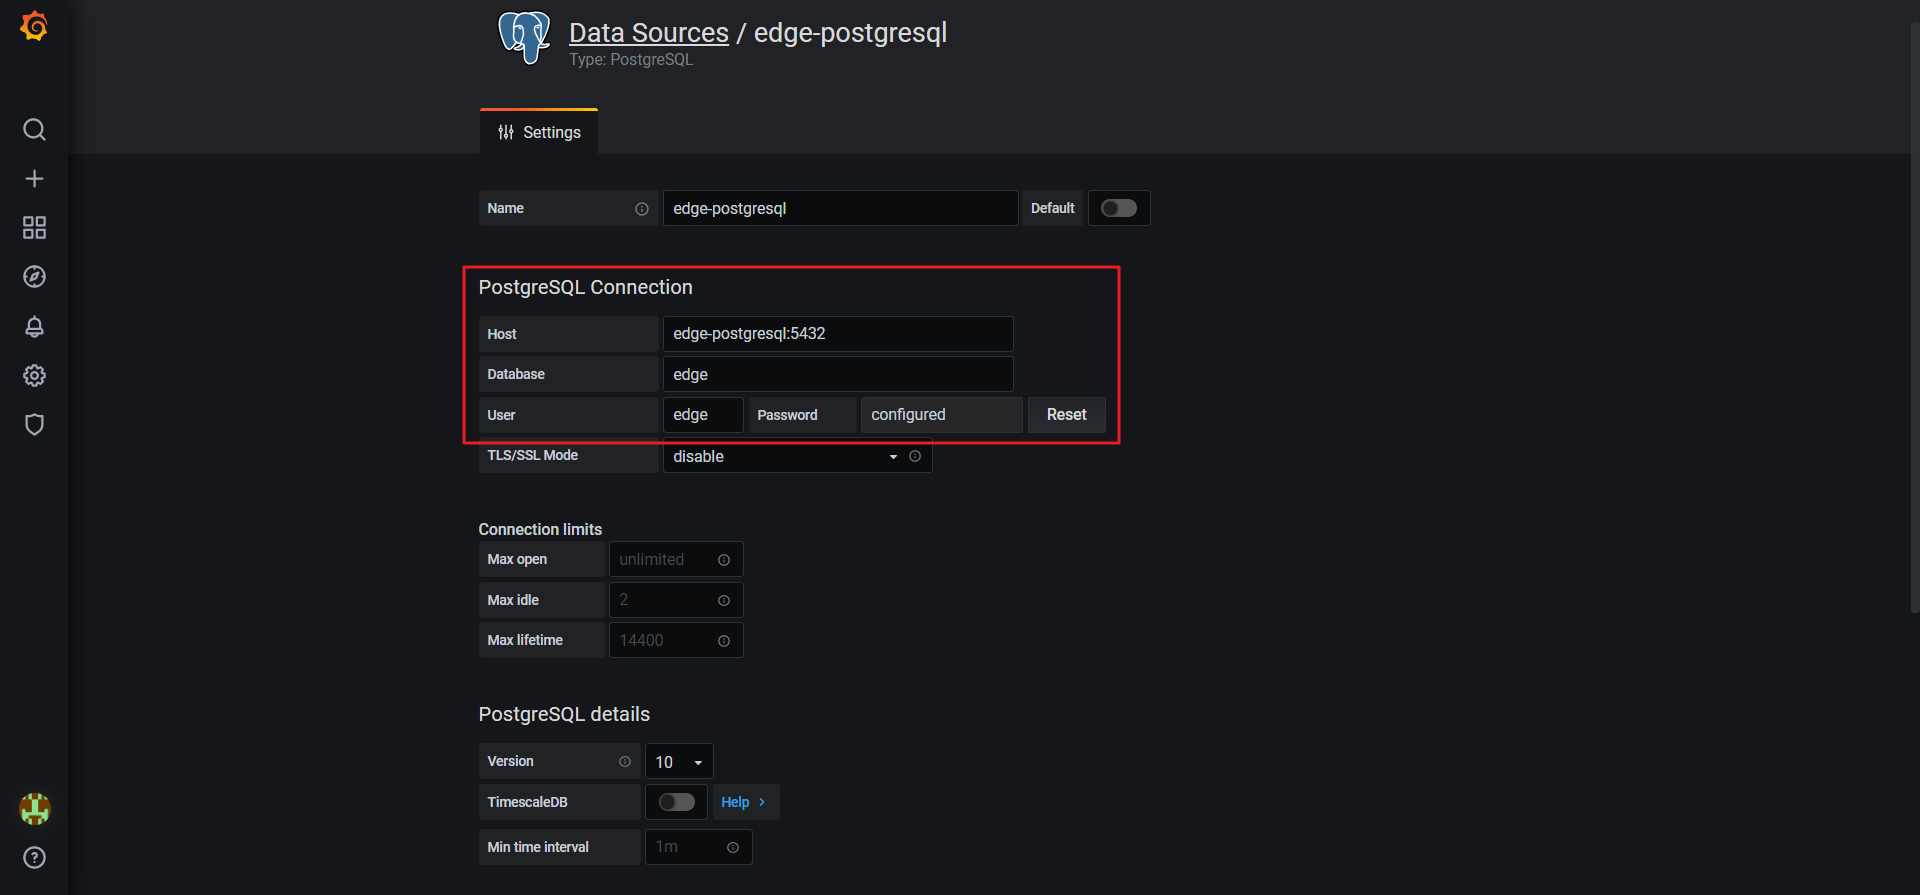 Data Sources / edge-postgresql
Type: PostgreSQL
Settings
Name edge-postgresql Default
PostgreSQL Connection
Host edge-postgresql:5432
Database edge
User edge Password configured Reset
TLS/SSL Mode disable
Connection limits
Max open unlimited
Max idle 2
Max lifetime 14400
PostgreSQL details
Version 10
TimescaleDB Help
Min time interval 1m